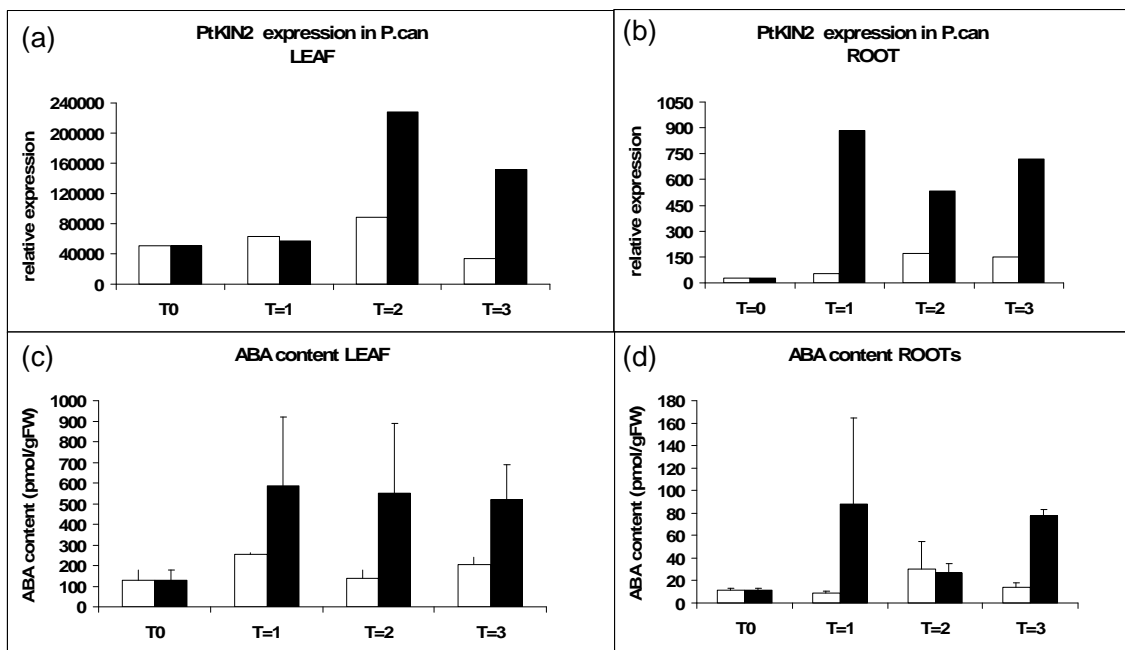 (a)
PtKIN2 expression in P.can
LEAF
relative expression
240000
200000
160000
120000
80000
40000
0
T0
T=1
T=2
T=3
(b)
PtKIN2 expression in P.can
ROOT
relative expression
1050
900
750
600
450
300
150
0
T=0
T=1
T=2
T=3
(c)
ABA content LEAF
ABA content (pmol/gFW)
1000
900
800
700
600
500
400
300
200
100
0
T0
T=1
T=2
T=3
(d)
ABA content ROOTs
ABA content (pmol/gFW)
180
160
140
120
100
80
60
40
20
0
T0
T=1
T=2
T=3